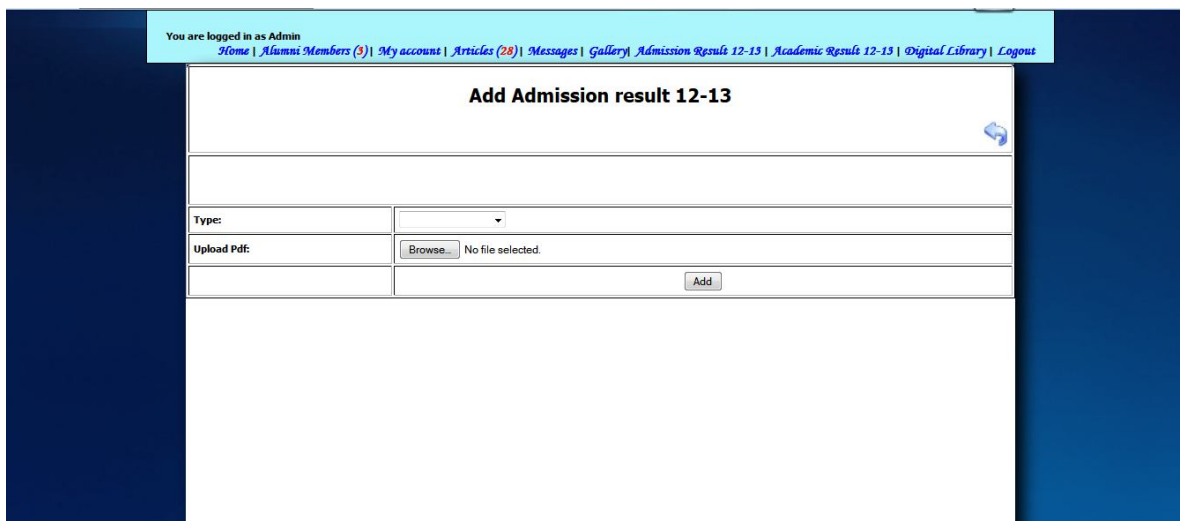 You are logged in as Admin
Home | Alumni Members (3)| My account | Articles (28)| Messages | Gallery| Admission Result 12-13 | Academic Result 12-13 | Digital Library | Logout
Add Admission result 12-13
Type:
Upload Pdf:
Browse... No file selected.
Add